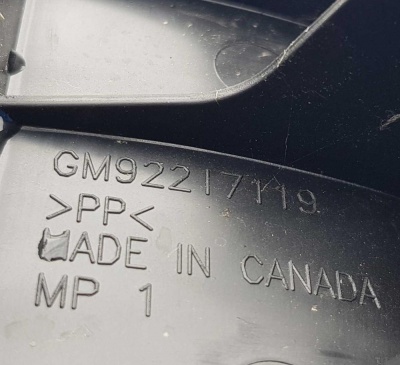 GM92217119
>PP<
MADE IN CANADA
MP 1